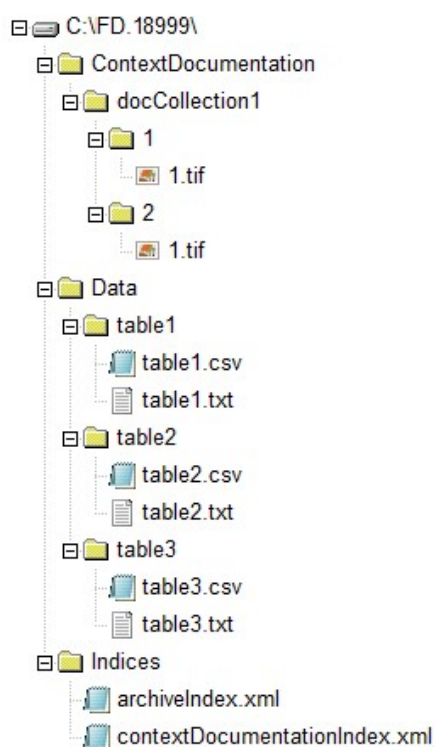 C:\FD.18999\
ContextDocumentation
docCollection1
1
1.tif
2
1.tif
Data
table1
table1.csv
table1.txt
table2
table2.csv
table2.txt
table3
table3.csv
table3.txt
Indices
archiveIndex.xml
contextDocumentationIndex.xml